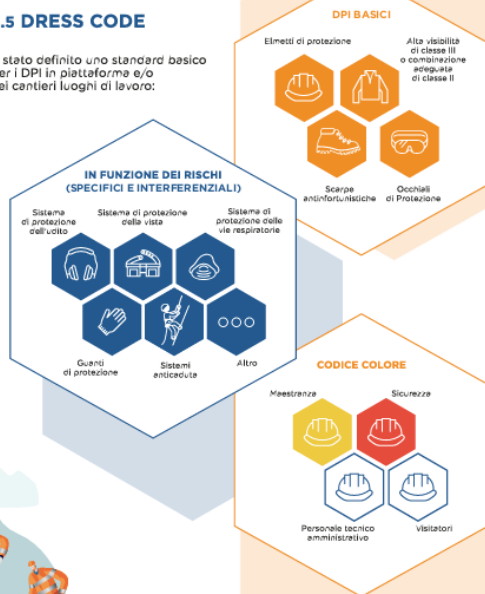 .5 DRESS CODE
stato definito uno standard basico
er i DPI in piattaforma e/o
ei cantieri luoghi di lavoro:
DPI BASICI
Elmetti di protezione
Alta visibilità
di classe III
o combinazione
adeguata
di classe II
Scarpe
antinfortunistiche
Occhiali
di Protezione
IN FUNZIONE DEI RISCHI
(SPECIFICI E INTERFERENZIALI)
Sistema
di protezione
dell'udito
Sistema di protezione
della vista
Sistema di
protezione delle
vie respiratorie
Guanti
di protezione
Sistemi
anticaduta
Altro
CODICE COLORE
Maestranza
Sicurezza
Personale tecnico
amministrativo
Visitatori